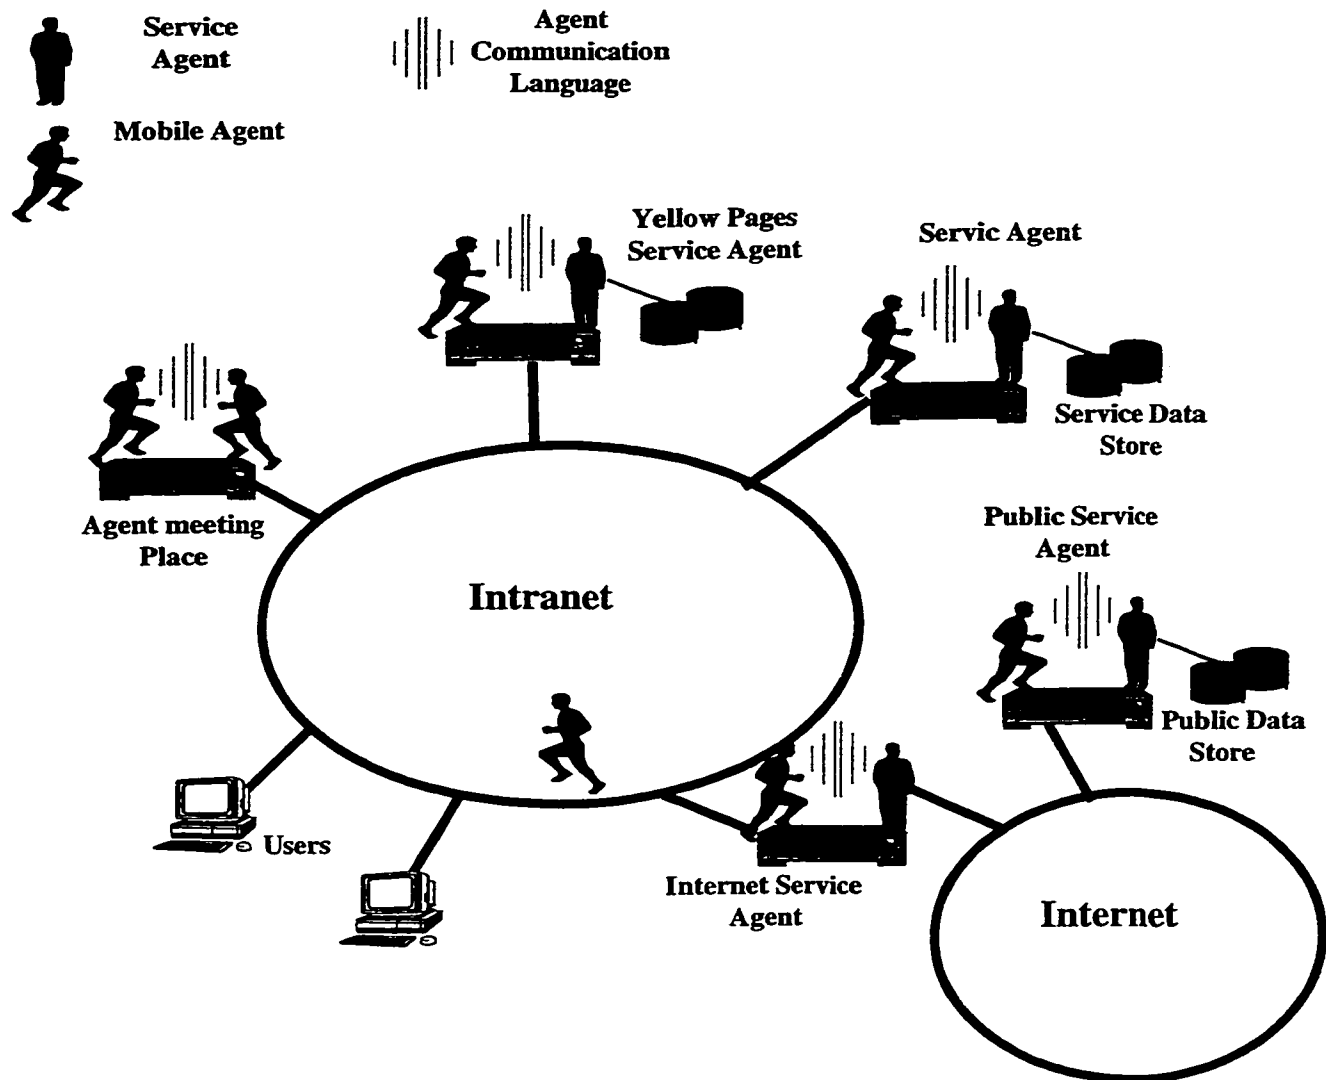 Service
Agent
Agent
Communication
Language
Mobile Agent
Yellow Pages
Service Agent
Servic Agent
Service Data
Store
Agent meeting
Place
Public Service
Agent
Intranet
Public Data
Store
Users
Internet Service
Agent
Internet